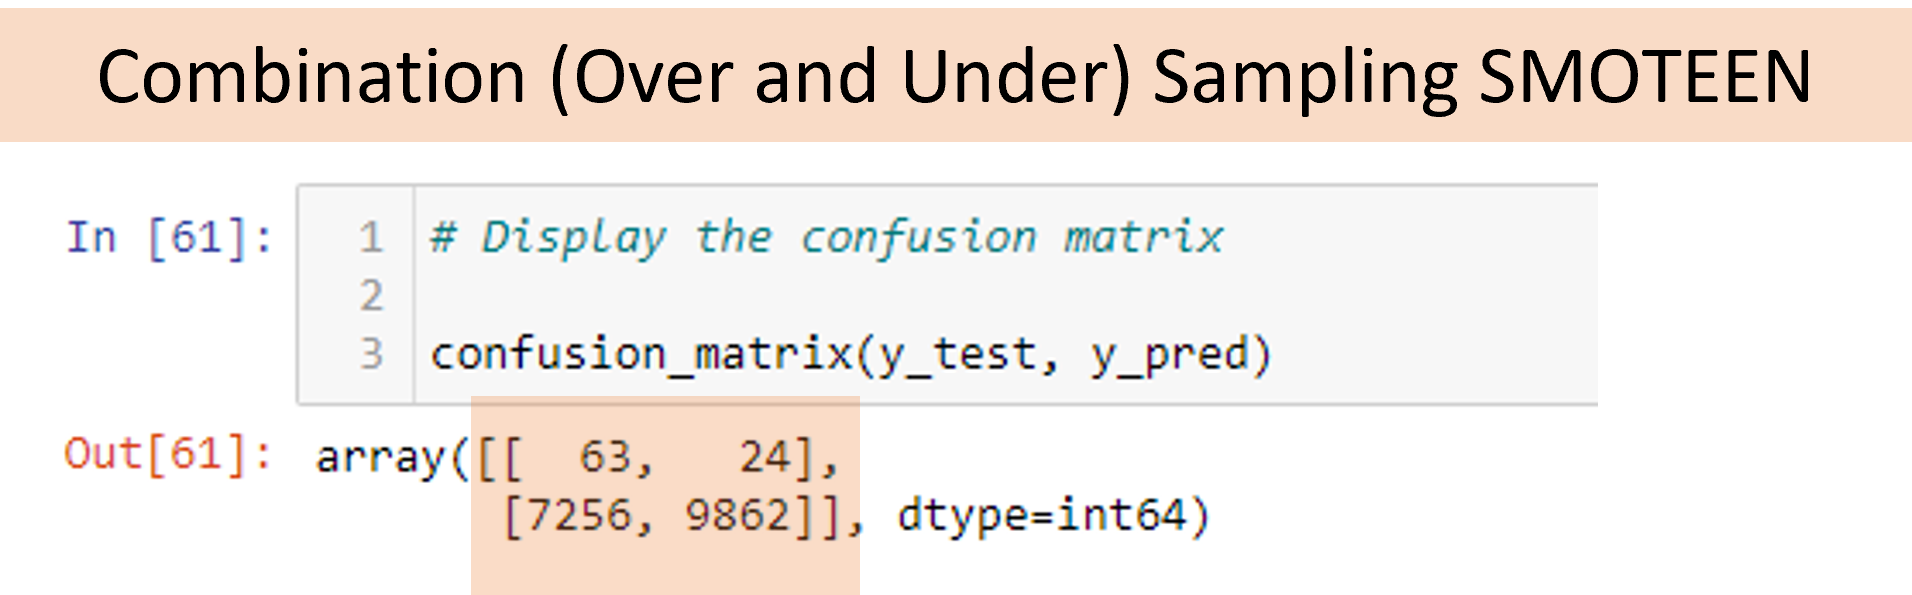 Combination (Over and Under) Sampling SMOTEEN
In [61]:
1 # Display the confusion matrix
2
3 confusion_matrix(y_test, y_pred)
Out[61]: array([[  63,   24],
       [7256, 9862]], dtype=int64)